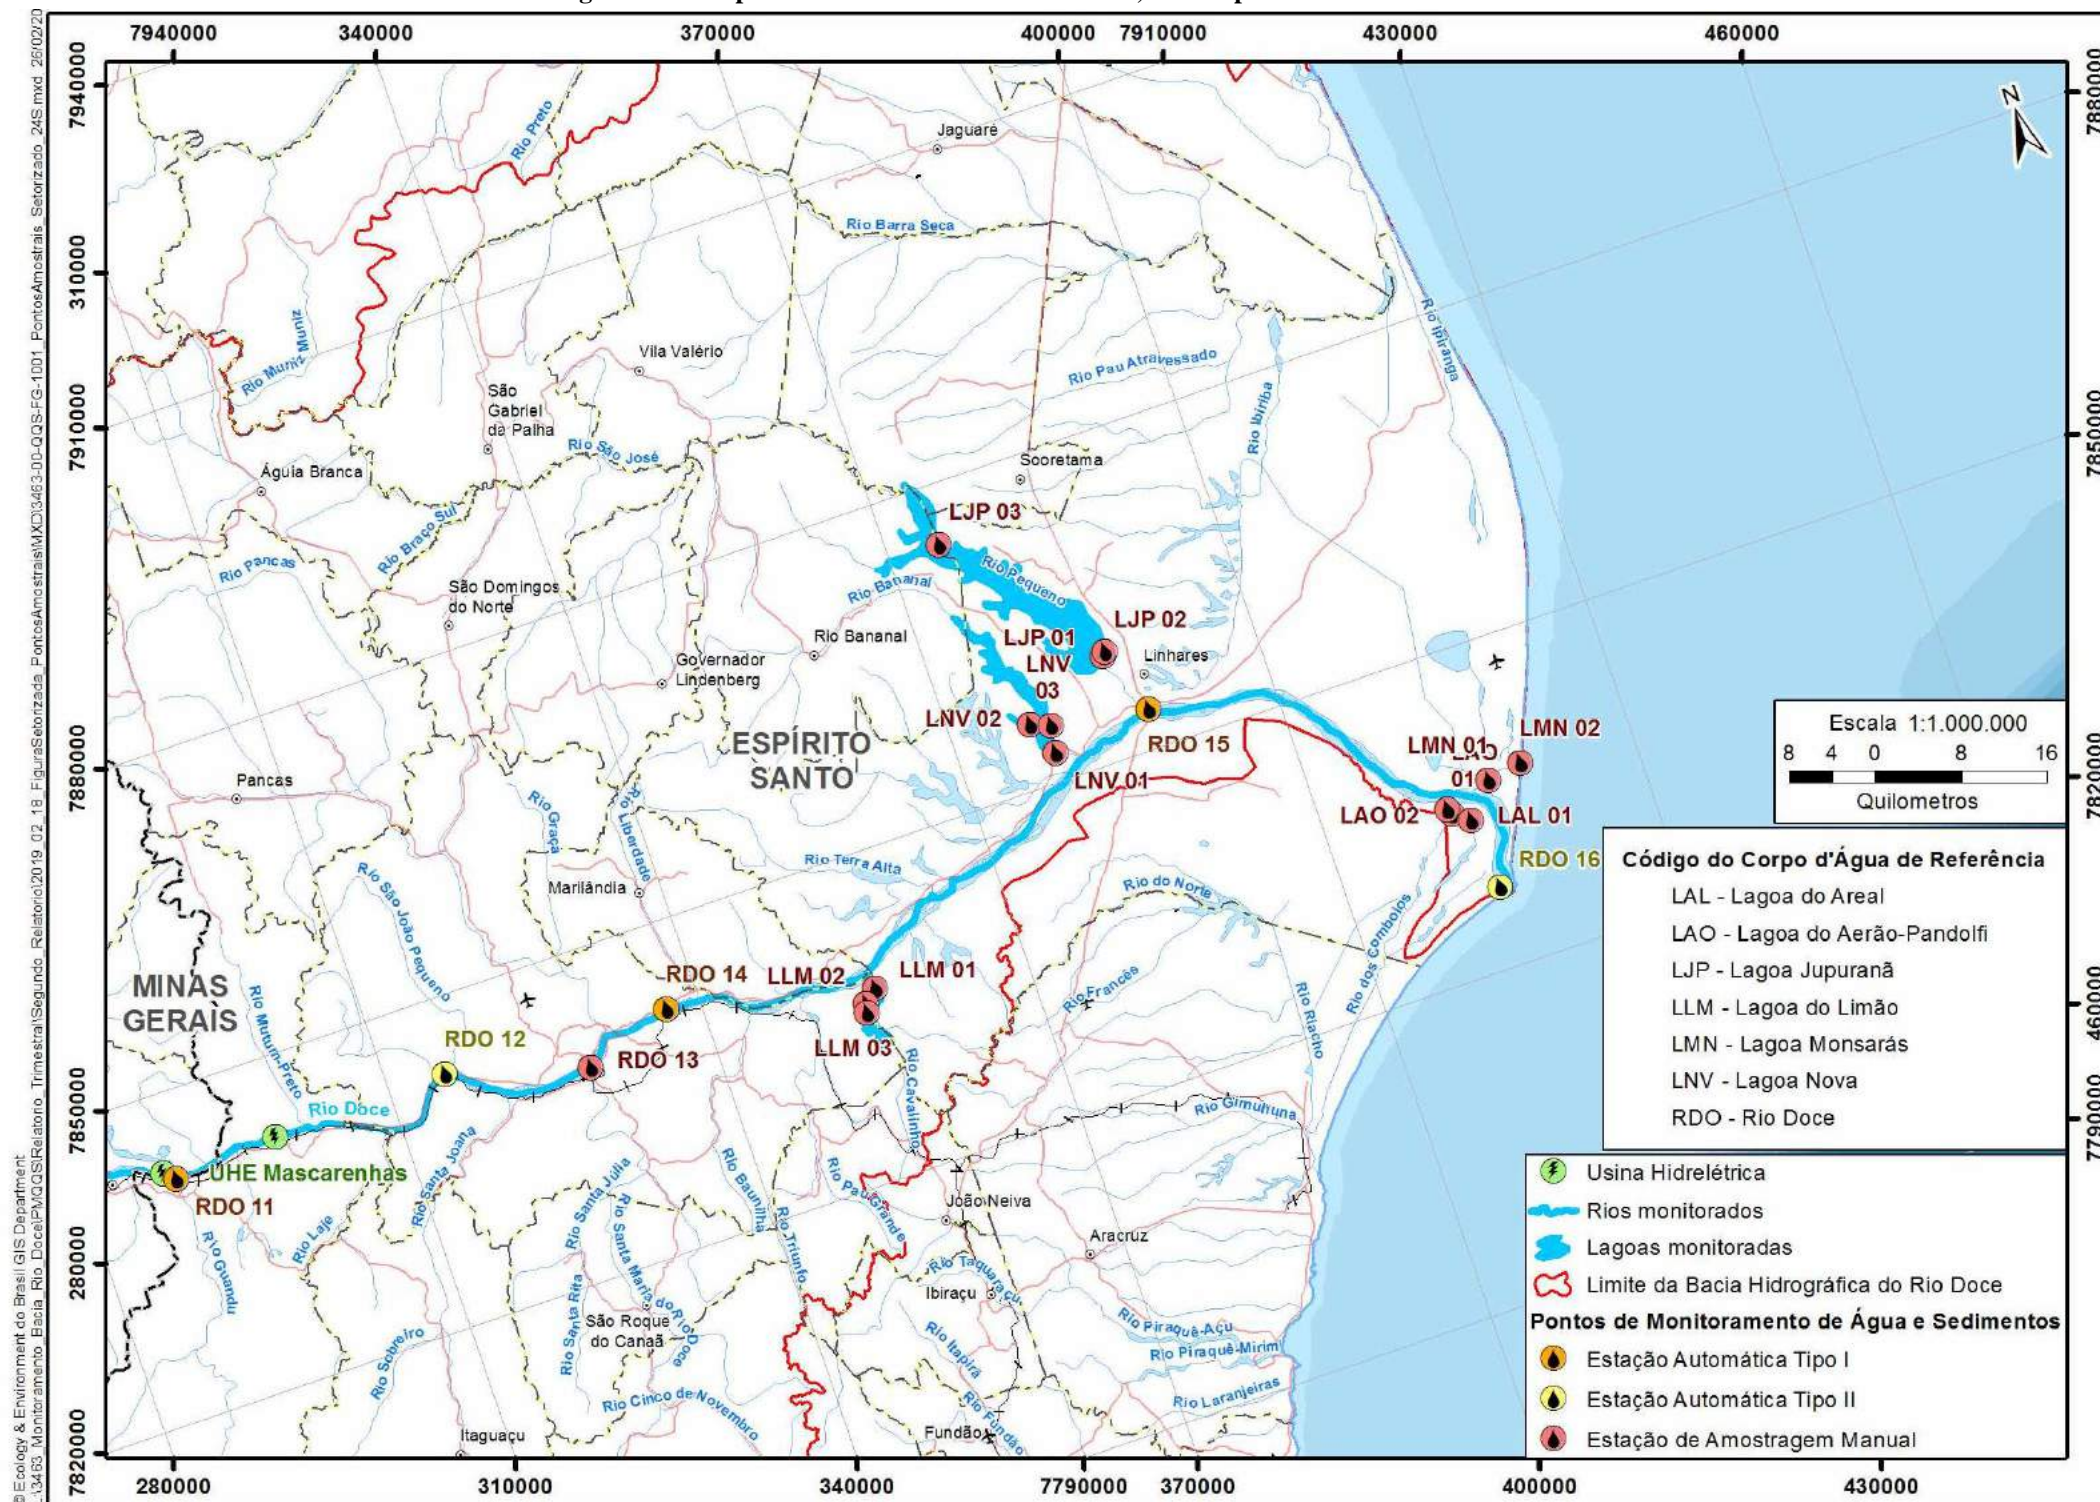 7940000 340000 370000 400000 7910000 430000 460000
7940000
310000
7910000
7880000
7850000
280000
7820000
7880000
7850000
7820000
460000
7790000
280000 310000 340000 7790000 370000 400000 430000
© Ecology & Environment do Brasil GIS Department
N
Rio Preto
Jaguaré
Rio Barra Seca
Rio Ipiranga
Rio Muniz Muniz
Vila Valério
Rio Pau Atravessado
São
Gabriel
da Palha
Rio Ibiriba
Rio São José
Águia Branca
Sooretama
Rio Braço Sul
LJP 03
Rio Pancas
São Domingos
do Norte
Rio Pequeno
Rio Bananal
LJP 02
Rio Bananal
LJP 01
Linhares
Governador
Lindenberg
LNV
03
LNV 02
ESPÍRITO
SANTO
RDO 15
LNV 01
LMN 02
LMN 01
LAO
01
LAO 02
LAL 01
RDO 16
Pancas
Rio Graça
Rio Liberdade
Rio Terra Alta
Marilândia
Rio do Norte
Rio São João Pequeno
Rio dos Comboios
MINAS
GERAIS
Rio Mutum-Preto
RDO 14
LLM 02
LLM 01
Rio Francês
Rio Riacho
RDO 12
RDO 13
LLM 03
Rio Cavalinho
Rio Doce
Rio Gimuhuna
UHE Mascarenhas
RDO 11
Rio Santa Joana
Rio Santa Júlia
Rio Baunilha
Rio Pau Grande
João Neiva
Rio Guandu
Rio Laje
Rio Santa Maria do Rio Doce
Rio Triunfo
Aracruz
Rio Taquaraçu
Ibiraçu
Rio Santa Rita
São Roque
do Canaã
Rio Sobreiro
Rio Itapirá
Rio Piraquê-Açu
Rio Piraquê-Mirim
Rio Laranjeiras
Rio Cinco de Novembro
Rio Fundão
Itaguaçu
Fundão
Escala 1:1.000.000
8 4 0 8 16
Quilometros
Código do Corpo d'Água de Referência
LAL - Lagoa do Areal
LAO - Lagoa do Aerão-Pandolfi
LJP - Lagoa Jupuranã
LLM - Lagoa do Limão
LMN - Lagoa Monsarás
LNV - Lagoa Nova
RDO - Rio Doce
Usina Hidrelétrica
Rios monitorados
Lagoas monitoradas
Limite da Bacia Hidrográfica do Rio Doce
Pontos de Monitoramento de Água e Sedimentos
Estação Automática Tipo I
Estação Automática Tipo II
Estação de Amostragem Manual